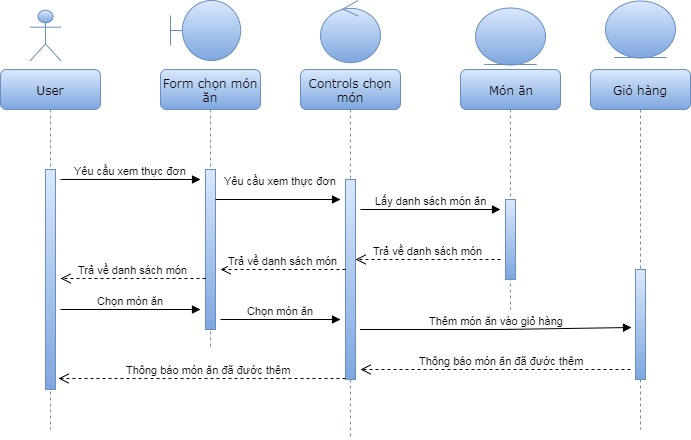 User
Form chọn món
ăn
Controls chọn
món
Món ăn
Giỏ hàng
Yêu cầu xem thực đơn
Yêu cầu xem thực đơn
Lấy danh sách món ăn
Trả về danh sách món
Trả về danh sách món
Trả về danh sách món
Chọn món ăn
Chọn món ăn
Thêm món ăn vào giỏ hàng
Thông báo món ăn đã đước thêm
Thông báo món ăn đã đước thêm